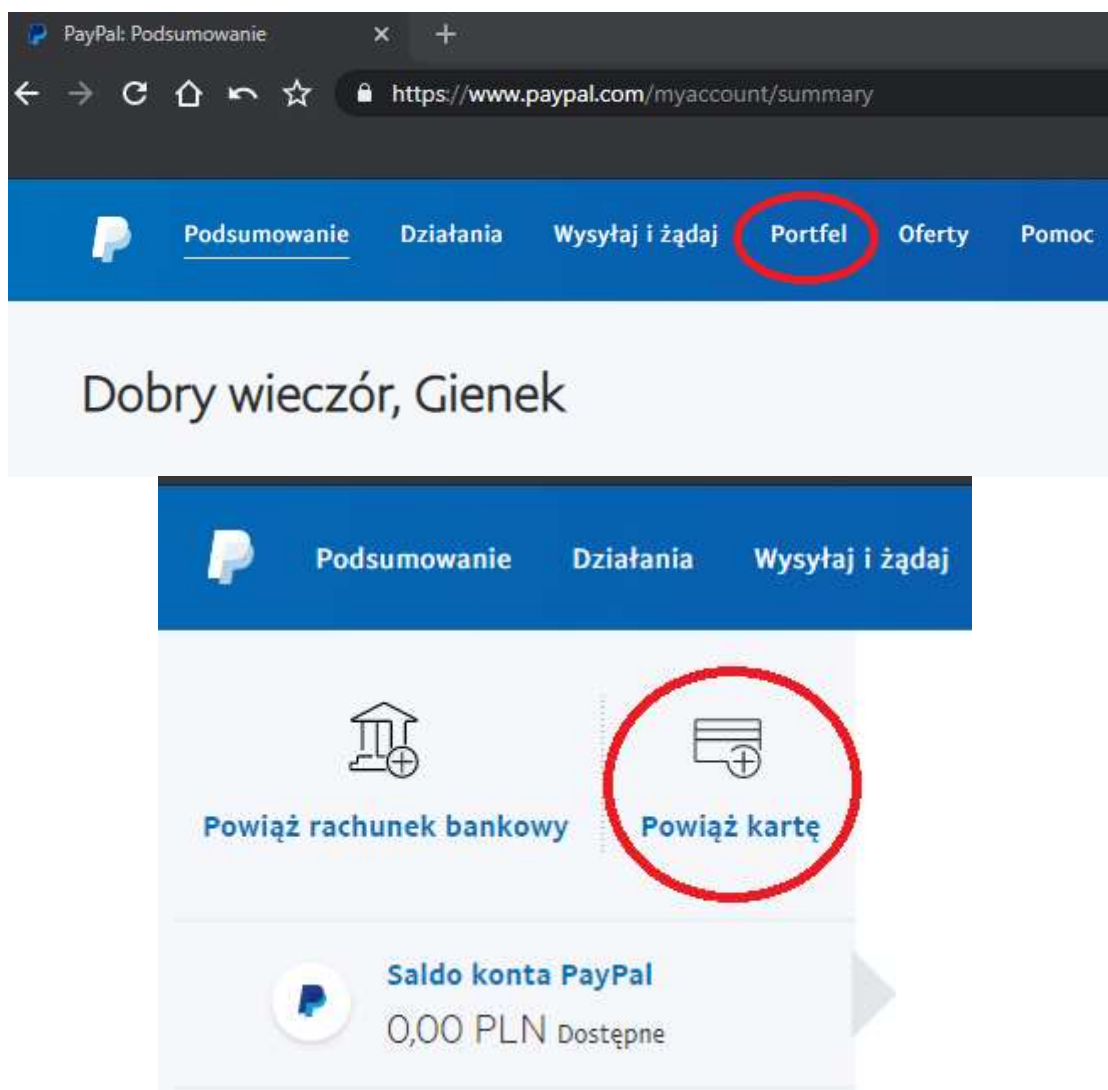 PayPal: Podsumowanie
https://www.paypal.com/myaccount/summary
Podsumowanie Działania Wysyłaj i żądaj Portfel Oferty Pomoc
Dobry wieczór, Gienek
Podsumowanie Działania Wysyłaj i żądaj
Powiąż rachunek bankowy Powiąż kartę
Saldo konta PayPal
0,00 PLN Dostępne